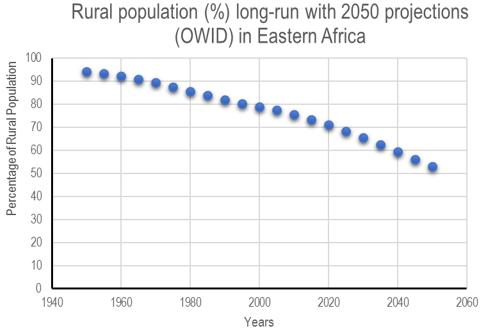 Rural population (%) long-run with 2050 projections
(OWID) in Eastern Africa
Percentage of Rural Population
100
90
80
70
60
50
40
30
20
10
0
1940 1960 1980 2000 2020 2040 2060
Years